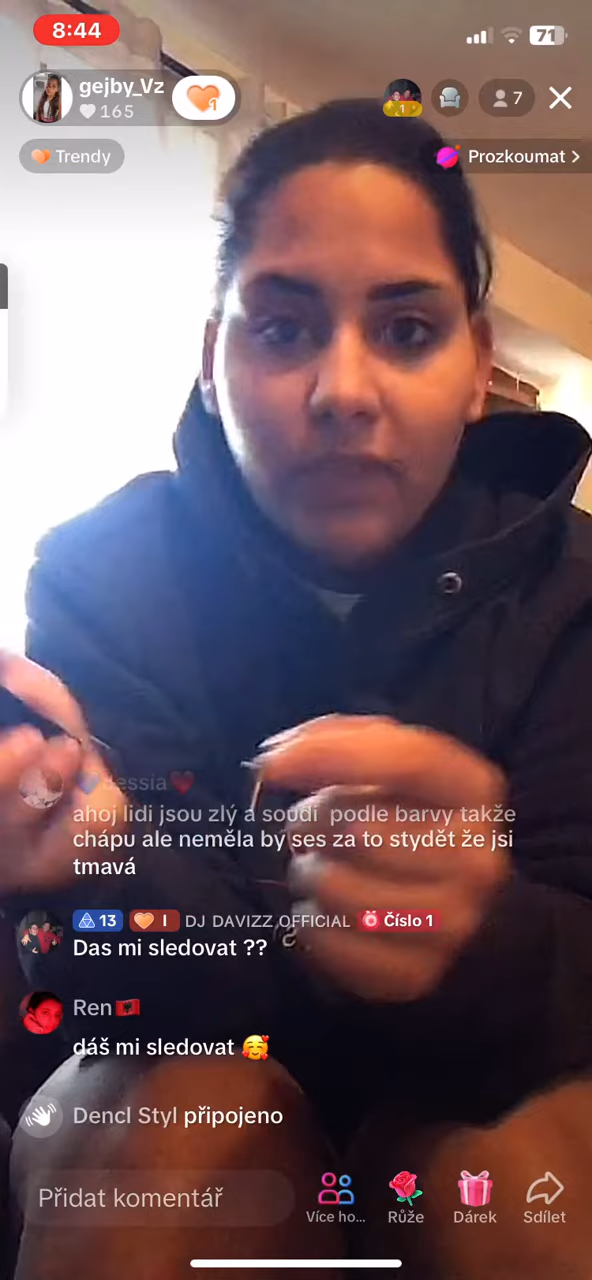 8:44
71
gejby_Vz
165
1
1
7
Trendy
Prozkoumat
Jessia
ahoj lidi jsou zlý a soudí podle barvy takže
chápu ale neměla by ses za to stydět že jsi
tmavá
13 I DJ DAVIZZ OFFICIAL Číslo 1
Das mi sledovat ??
Ren
dáš mi sledovat 🥰
Dencl Styl připojeno
Přidat komentář
Více ho...
Růže
Dárek
Sdílet